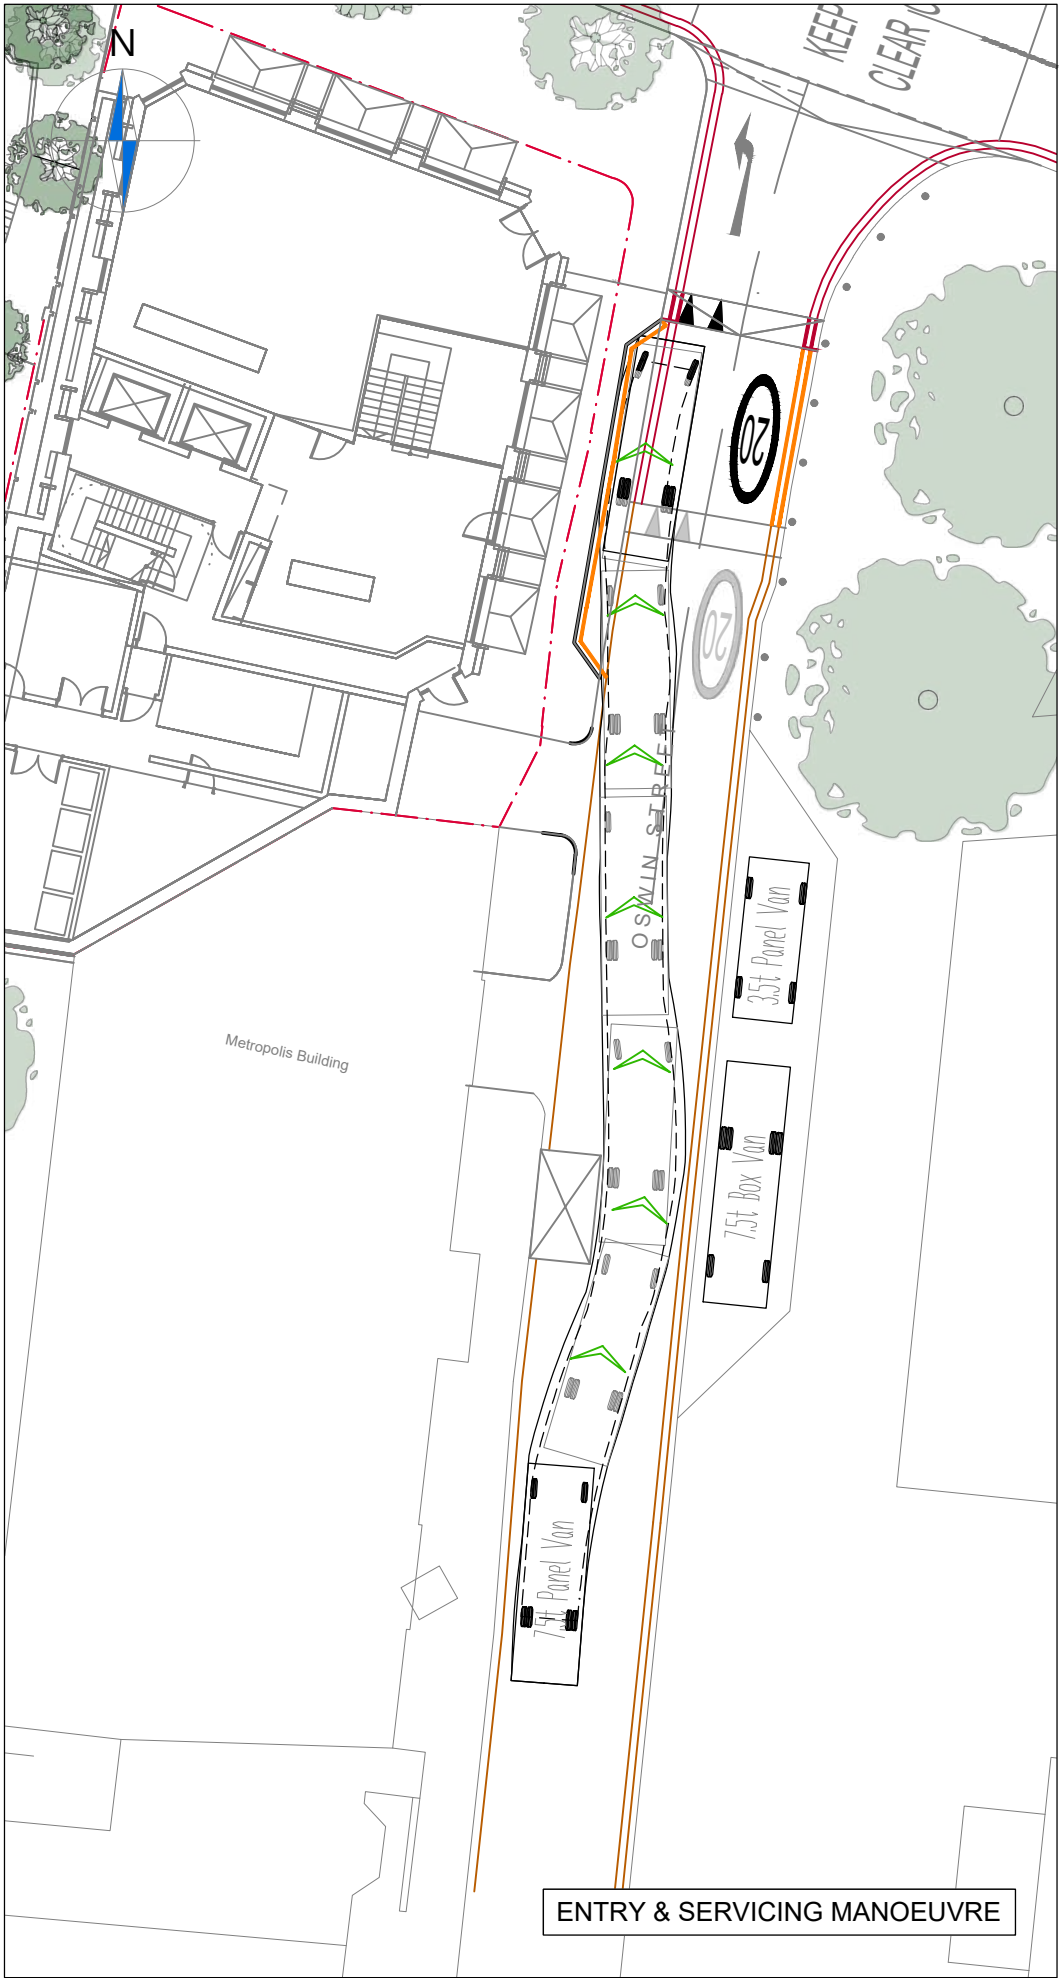 N
KEEP
CLEAR
20
20
OSWIN STREET
3.5t Panel Van
Metropolis Building
7.5t Box Van
7.5t Panel Van
ENTRY & SERVICING MANOEUVRE